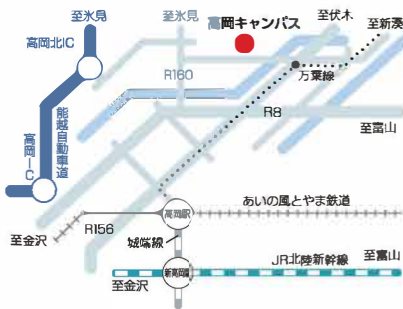 至氷見
至氷見
高岡キャンパス
至伏木
至新湊
高岡北IC
R160
万葉線
能越自動車道
R8
高岡IC
至富山
高岡駅
あいの風とやま鉄道
R156
至金沢
城端線
新高岡駅
JR北陸新幹線
至富山
至金沢